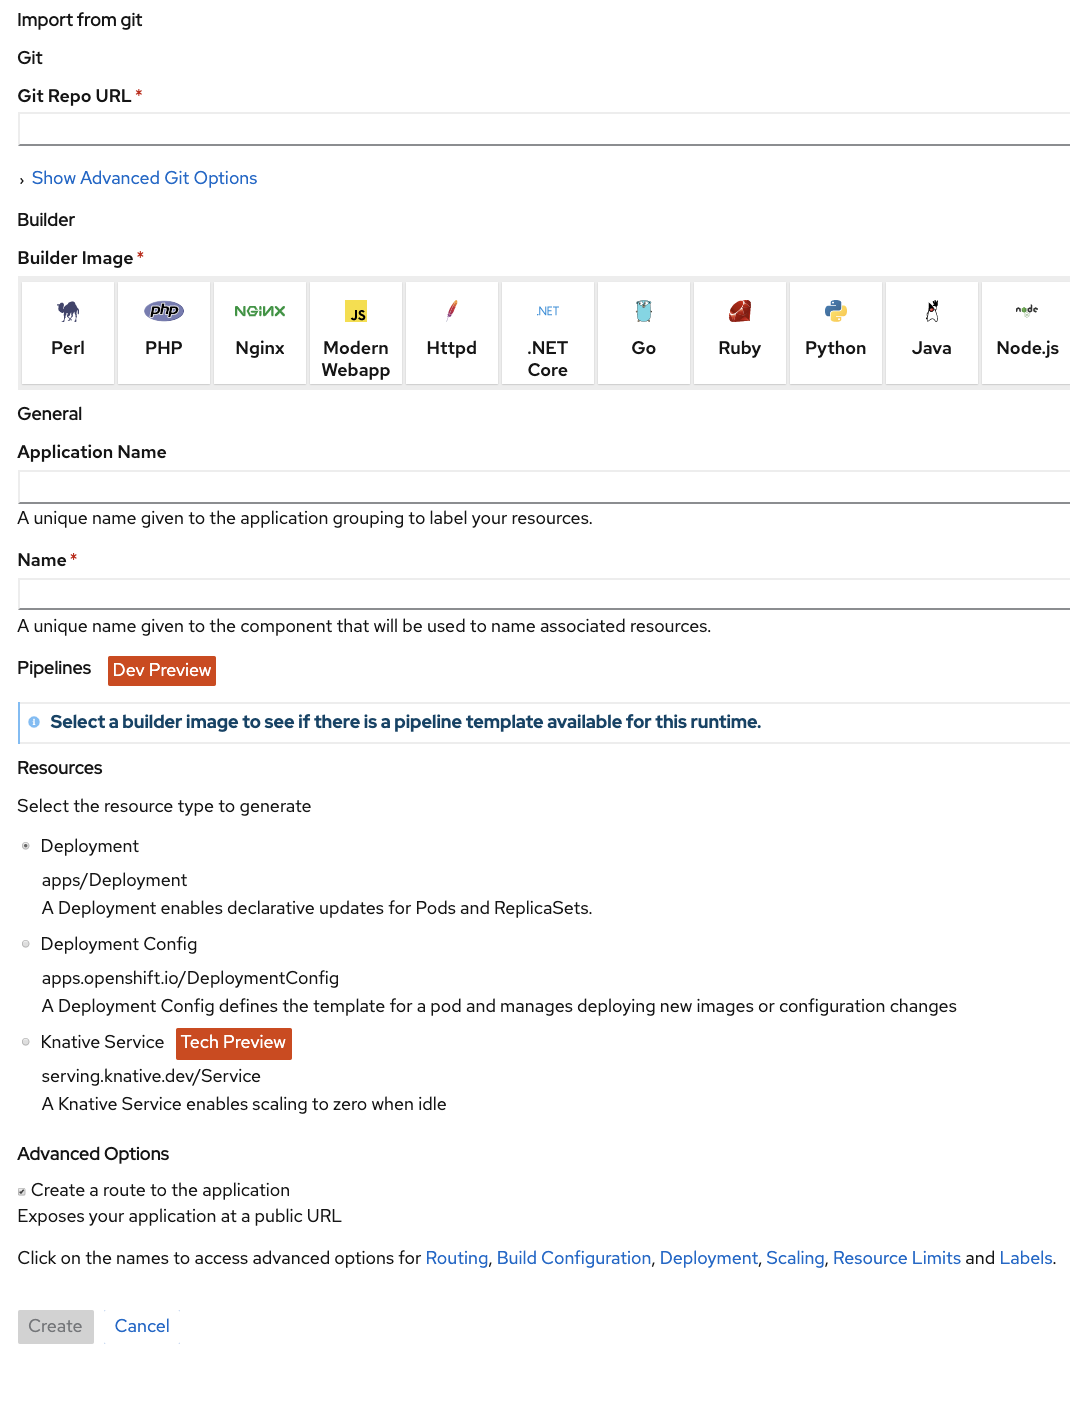 Import from git
Git
Git Repo URL *
Show Advanced Git Options
Builder
Builder Image *
php NGINX JS .NET node
Perl PHP Nginx Modern Webapp Httpd .NET Core Go Ruby Python Java Node.js
General
Application Name
A unique name given to the application grouping to label your resources.
Name *
A unique name given to the component that will be used to name associated resources.
Pipelines Dev Preview
Select a builder image to see if there is a pipeline template available for this runtime.
Resources
Select the resource type to generate
Deployment
apps/Deployment
A Deployment enables declarative updates for Pods and ReplicaSets.
Deployment Config
apps.openshift.io/DeploymentConfig
A Deployment Config defines the template for a pod and manages deploying new images or configuration changes
Knative Service Tech Preview
serving.knative.dev/Service
A Knative Service enables scaling to zero when idle
Advanced Options
Create a route to the application
Exposes your application at a public URL
Click on the names to access advanced options for Routing, Build Configuration, Deployment, Scaling, Resource Limits and Labels.
Create Cancel